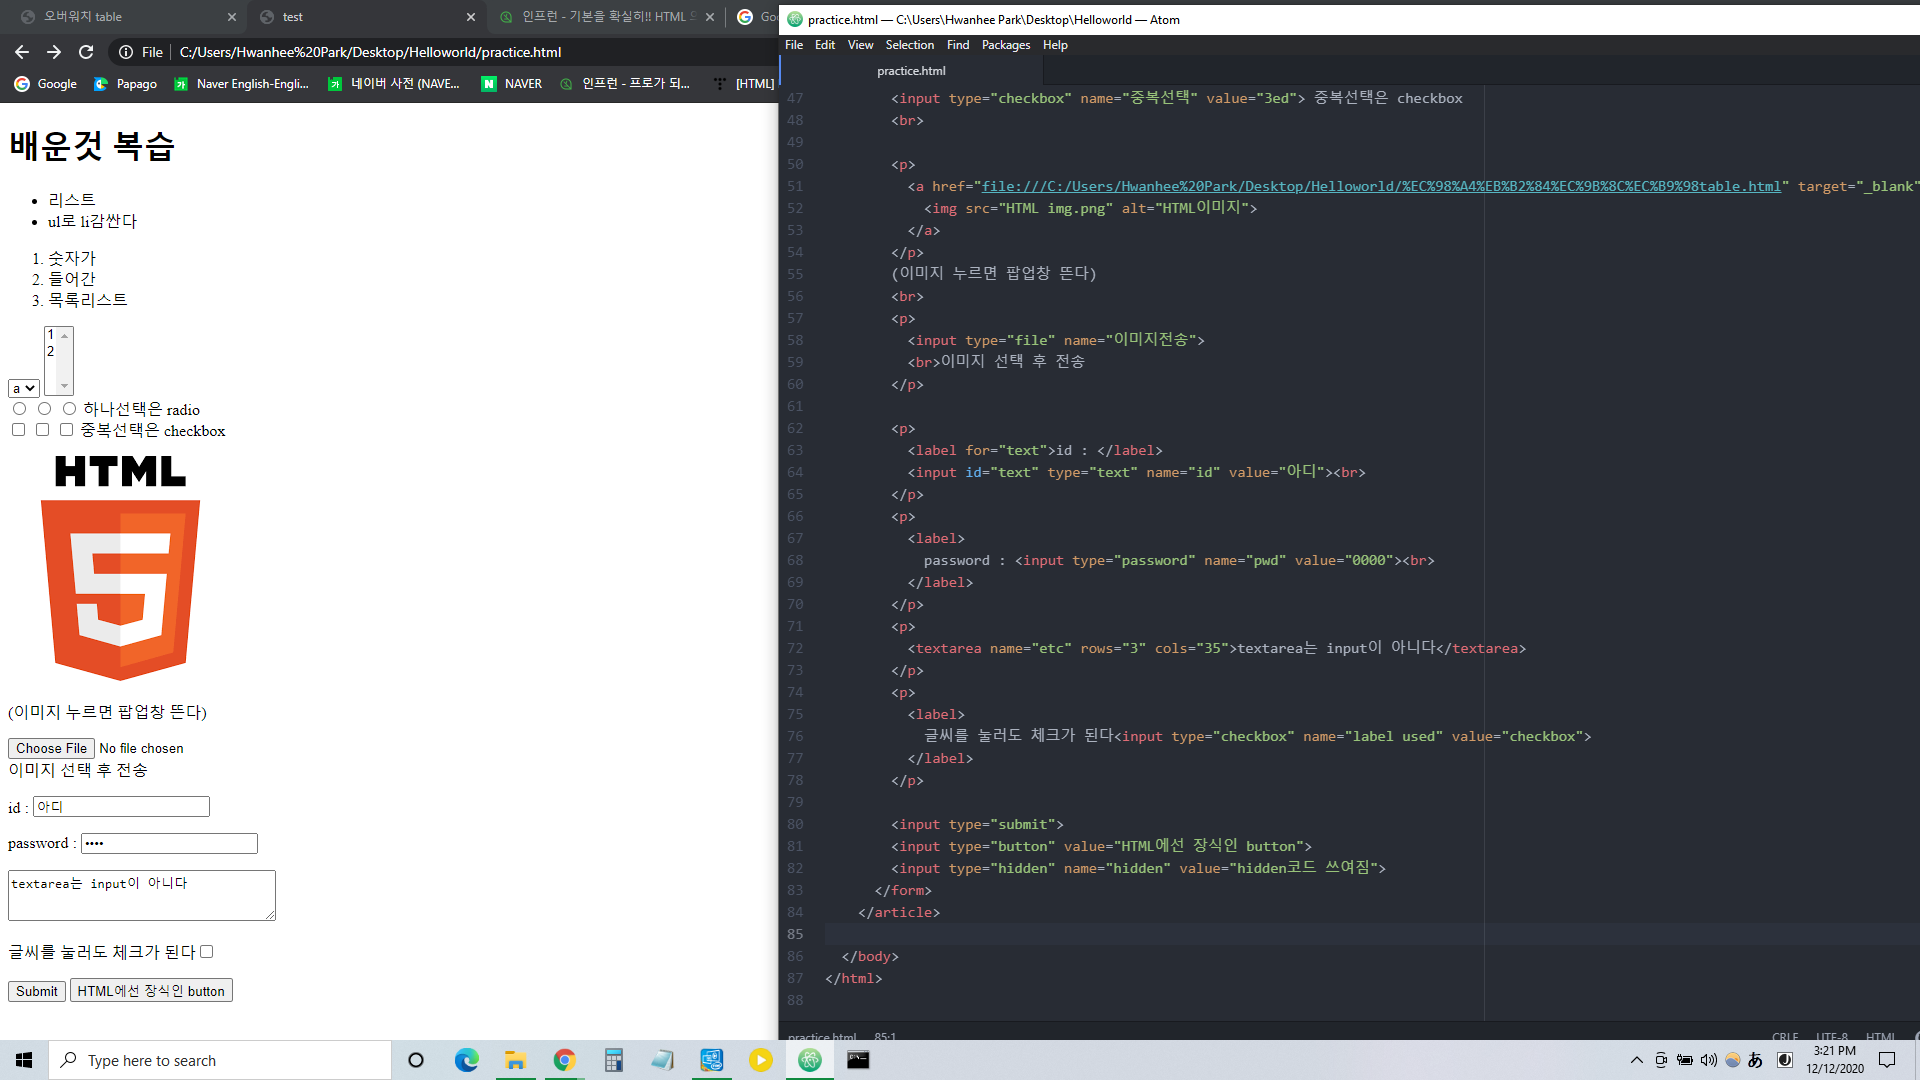 오버워치 table
test
인프런 - 기본을 확실히!! HTML
File C:/Users/Hwanhee%20Park/Desktop/Helloworld/practice.html
Google Papago Naver English-Engli... 네이버 사전 (NAVE... NAVER 인프런 - 프로가 되... [HTML]
배운것 복습
리스트
ul로 li감싼다
1. 숫자가
2. 들어간
3. 목록리스트
1
2
a
하나선택은 radio
중복선택은 checkbox
HTML
5
(이미지 누르면 팝업창 뜬다)
Choose File No file chosen
이미지 선택 후 전송
id : 아디
password : ••••
textarea는 input이 아니다
글씨를 눌러도 체크가 된다
Submit HTML에선 장식인 button
practice.html — C:\Users\Hwanhee Park\Desktop\Helloworld — Atom
File Edit View Selection Find Packages Help
practice.html
47 <input type="checkbox" name="중복선택" value="3ed"> 중복선택은 checkbox
48 <br>
49
50 <p>
51 <a href="file:///C:/Users/Hwanhee%20Park/Desktop/Helloworld/%EC%98%A4%EB%B2%84%EC%9B%8C%EC%B9%98table.html" target="_blank"
52 <img src="HTML img.png" alt="HTML이미지">
53 </a>
54 </p>
55 (이미지 누르면 팝업창 뜬다)
56 <br>
57 <p>
58 <input type="file" name="이미지전송">
59 <br>이미지 선택 후 전송
60 </p>
61
62 <p>
63 <label for="text">id : </label>
64 <input id="text" type="text" name="id" value="아디"><br>
65 </p>
66 <p>
67 <label>
68 password : <input type="password" name="pwd" value="0000"><br>
69 </label>
70 </p>
71 <p>
72 <textarea name="etc" rows="3" cols="35">textarea는 input이 아니다</textarea>
73 </p>
74 <p>
75 <label>
76 글씨를 눌러도 체크가 된다<input type="checkbox" name="label used" value="checkbox">
77 </label>
78 </p>
79
80 <input type="submit">
81 <input type="button" value="HTML에선 장식인 button">
82 <input type="hidden" name="hidden" value="hidden코드 쓰여짐">
83 </form>
84 </article>
85
86 </body>
87 </html>
88
practice.html 85:1 CRLF UTF-8 HTML
Type here to search
あ
3:21 PM
12/12/2020